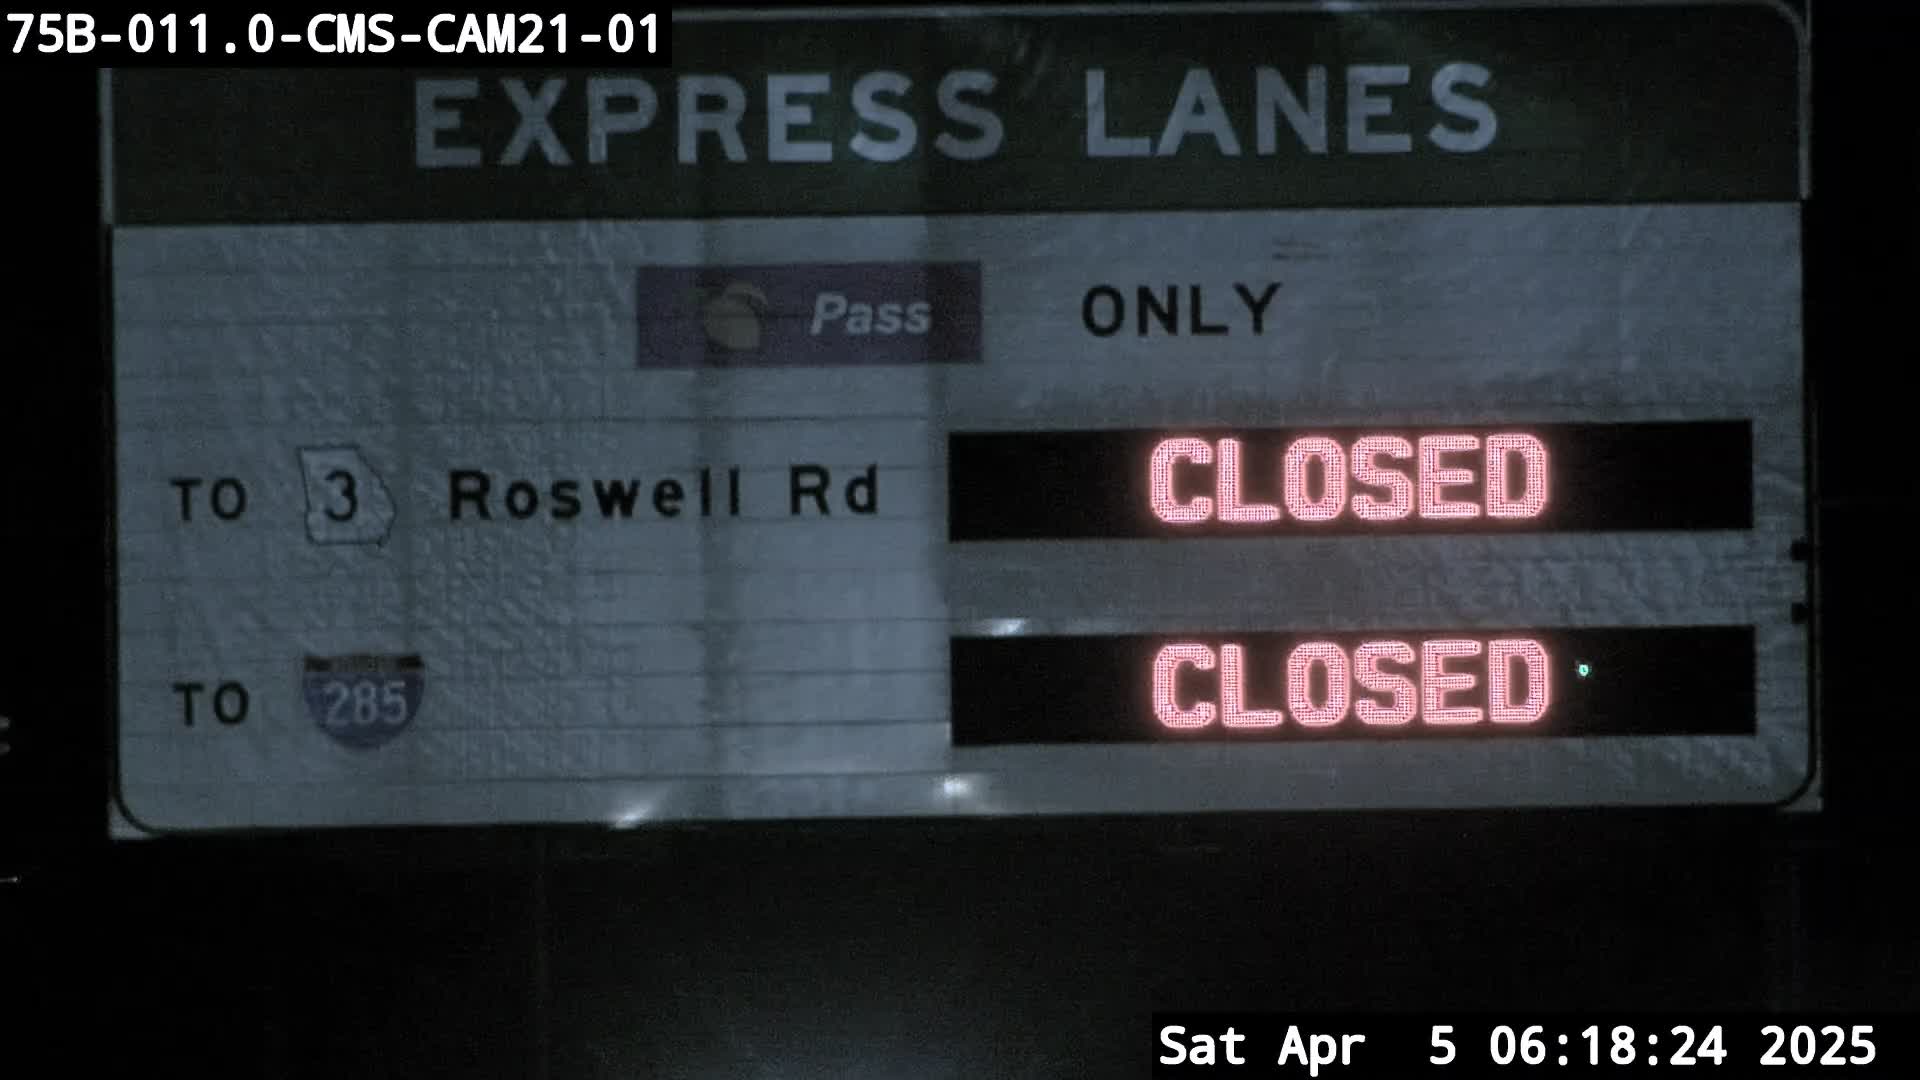 75B-011.0-CMS-CAM21-01
EXPRESS LANES
Pass ONLY
TO 3 Roswell Rd CLOSED
TO 285 CLOSED
Sat Apr 5 06:18:24 2025